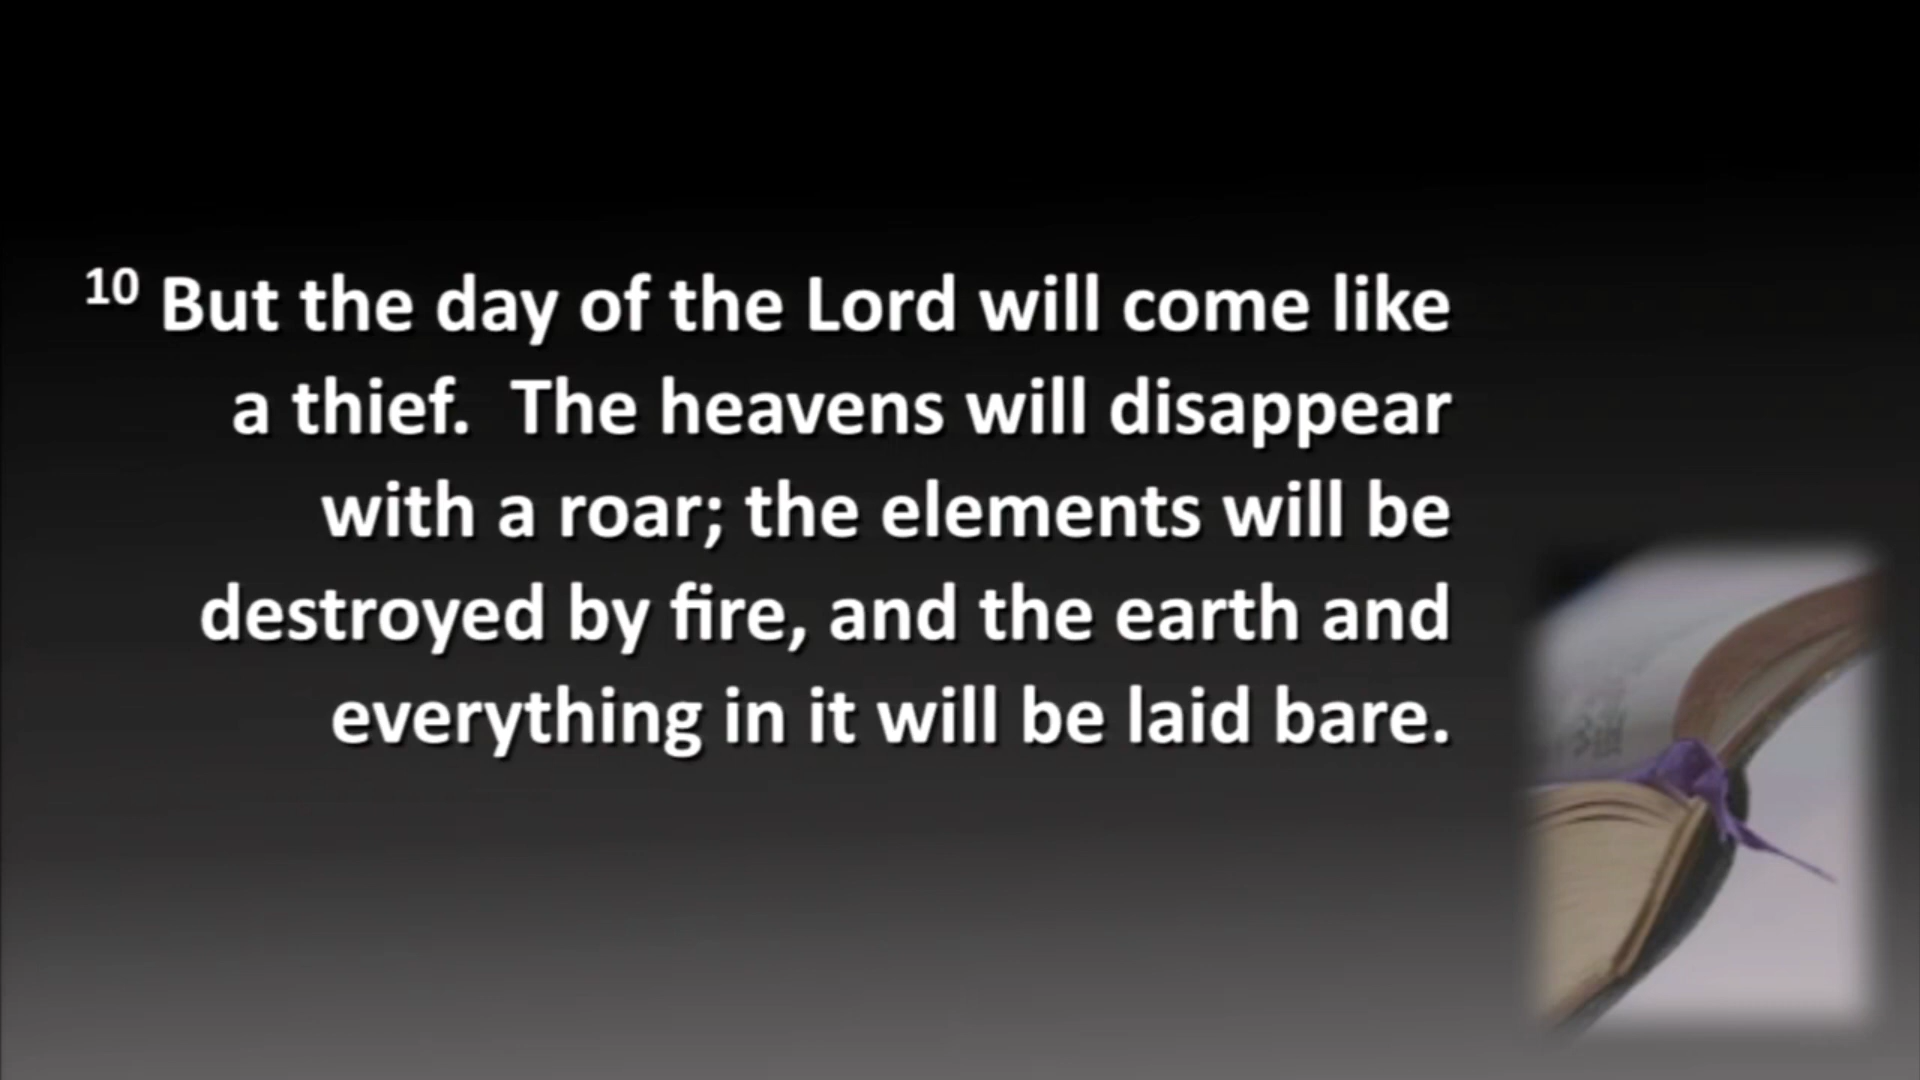 10 But the day of the Lord will come like
a thief.  The heavens will disappear
with a roar; the elements will be
destroyed by fire, and the earth and
everything in it will be laid bare.